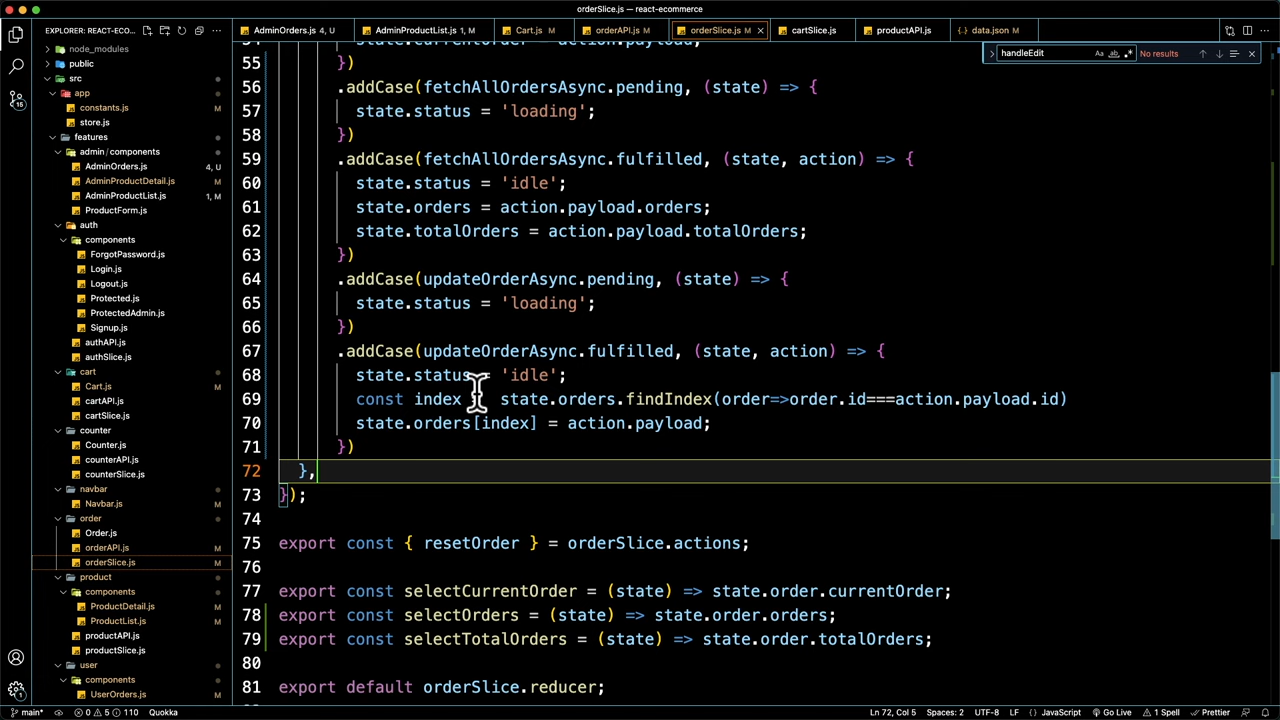 orderSlice.js — react-ecommerce
EXPLORER: REACT-ECO...
AdminOrders.js 4, U
AdminProductList.js 1, M
Cart.js M
orderAPI.js M
orderSlice.js M
cartSlice.js
productAPI.js
data.json M
handleEdit
No results
node_modules
public
src
app
constants.js
store.js
features
admin/components
AdminOrders.js 4, U
AdminProductDetail.js M
AdminProductList.js 1, M
ProductForm.js
auth
components
ForgotPassword.js
Login.js
Logout.js
Protected.js
ProtectedAdmin.js
Signup.js
authAPI.js
authSlice.js
cart
Cart.js M
cartAPI.js
cartSlice.js
counter
Counter.js
counterAPI.js
counterSlice.js
navbar
Navbar.js M
order
Order.js
orderAPI.js M
orderSlice.js M
product
components
ProductDetail.js M
ProductList.js M
productAPI.js
productSlice.js
user
components
UserOrders.js M
55 })
56 .addCase(fetchAllOrdersAsync.pending, (state) => {
57 state.status = 'loading';
58 })
59 .addCase(fetchAllOrdersAsync.fulfilled, (state, action) => {
60 state.status = 'idle';
61 state.orders = action.payload.orders;
62 state.totalOrders = action.payload.totalOrders;
63 })
64 .addCase(updateOrderAsync.pending, (state) => {
65 state.status = 'loading';
66 })
67 .addCase(updateOrderAsync.fulfilled, (state, action) => {
68 state.status = 'idle';
69 const index state.orders.findIndex(order=>order.id===action.payload.id)
70 state.orders[index] = action.payload;
71 })
72 },
73 });
74
75 export const { resetOrder } = orderSlice.actions;
76
77 export const selectCurrentOrder = (state) => state.order.currentOrder;
78 export const selectOrders = (state) => state.order.orders;
79 export const selectTotalOrders = (state) => state.order.totalOrders;
80
81 export default orderSlice.reducer;
main* 0 5 110 Quokka
Ln 72, Col 5 Spaces: 2 UTF-8 LF JavaScript Go Live 1 Spell Prettier